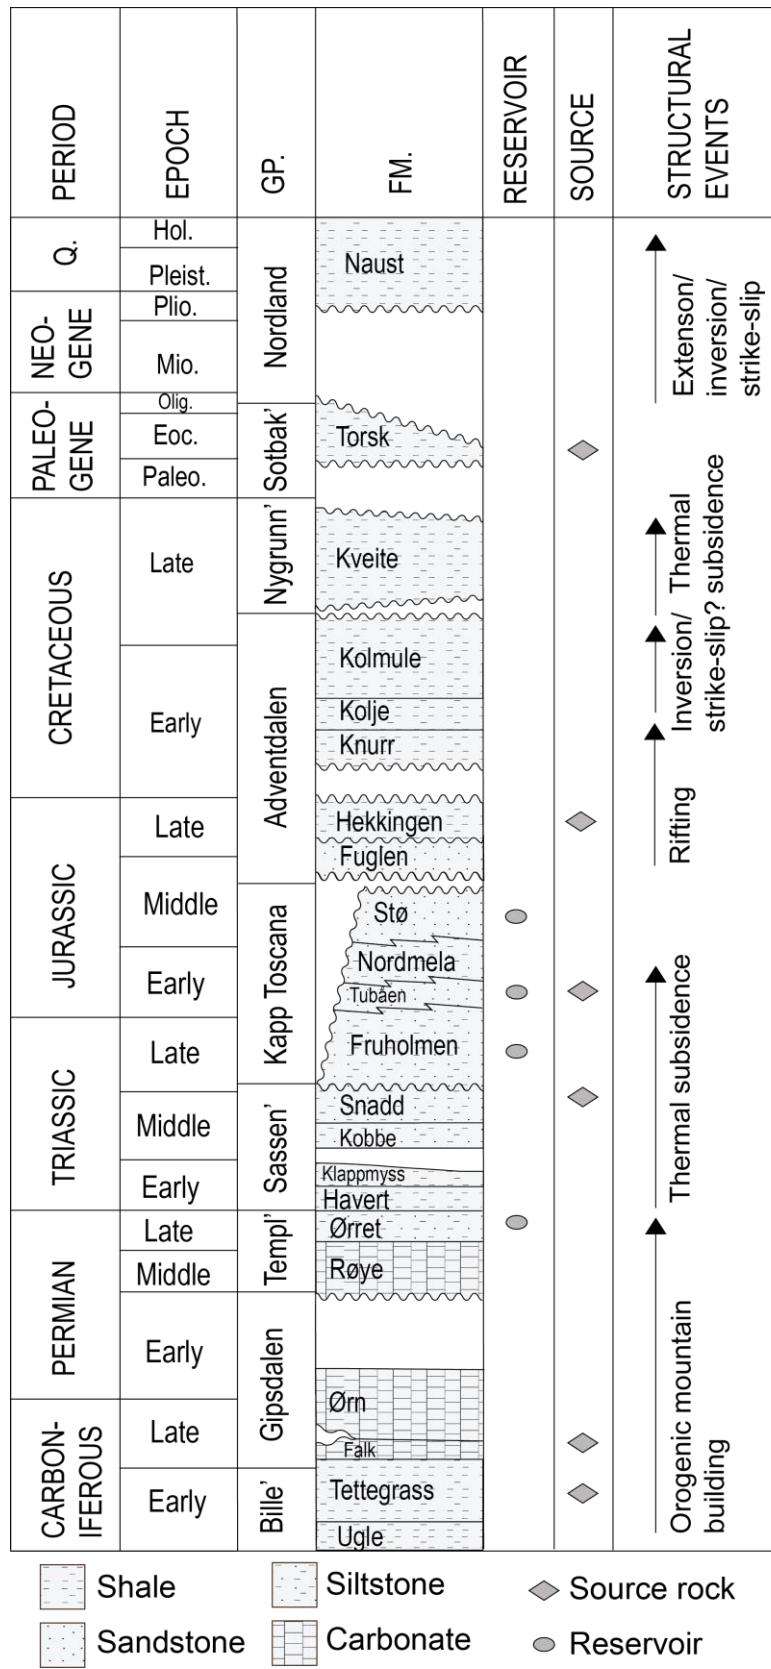 PERIOD
EPOCH
GP.
FM.
RESERVOIR
SOURCE
STRUCTURAL
EVENTS
Q.
NEO-
GENE
PALEO-
GENE
CRETACEOUS
JURASSIC
TRIASSIC
PERMIAN
CARBON-
IFEROUS
Hol.
Pleist.
Plio.
Mio.
Olig.
Eoc.
Paleo.
Late
Early
Late
Middle
Early
Late
Middle
Early
Late
Middle
Early
Late
Early
Nordland
Sotbak'
Nygrunn'
Adventdalen
Kapp Toscana
Sassen'
Templ'
Gipsdalen
Bille'
Naust
Torsk
Kveite
Kolmule
Kolje
Knurr
Hekkingen
Fuglen
Stø
Nordmela
Tubåen
Fruholmen
Snadd
Kobbe
Klappmyss
Havert
Ørret
Røye
Ørn
Falk
Tettegrass
Ugle
Extenson/
inversion/
strike-slip
Thermal
subsidence
Inversion/
strike-slip?
Rifting
Thermal subsidence
Orogenic mountain
building
Shale
Siltstone
Source rock
Sandstone
Carbonate
Reservoir